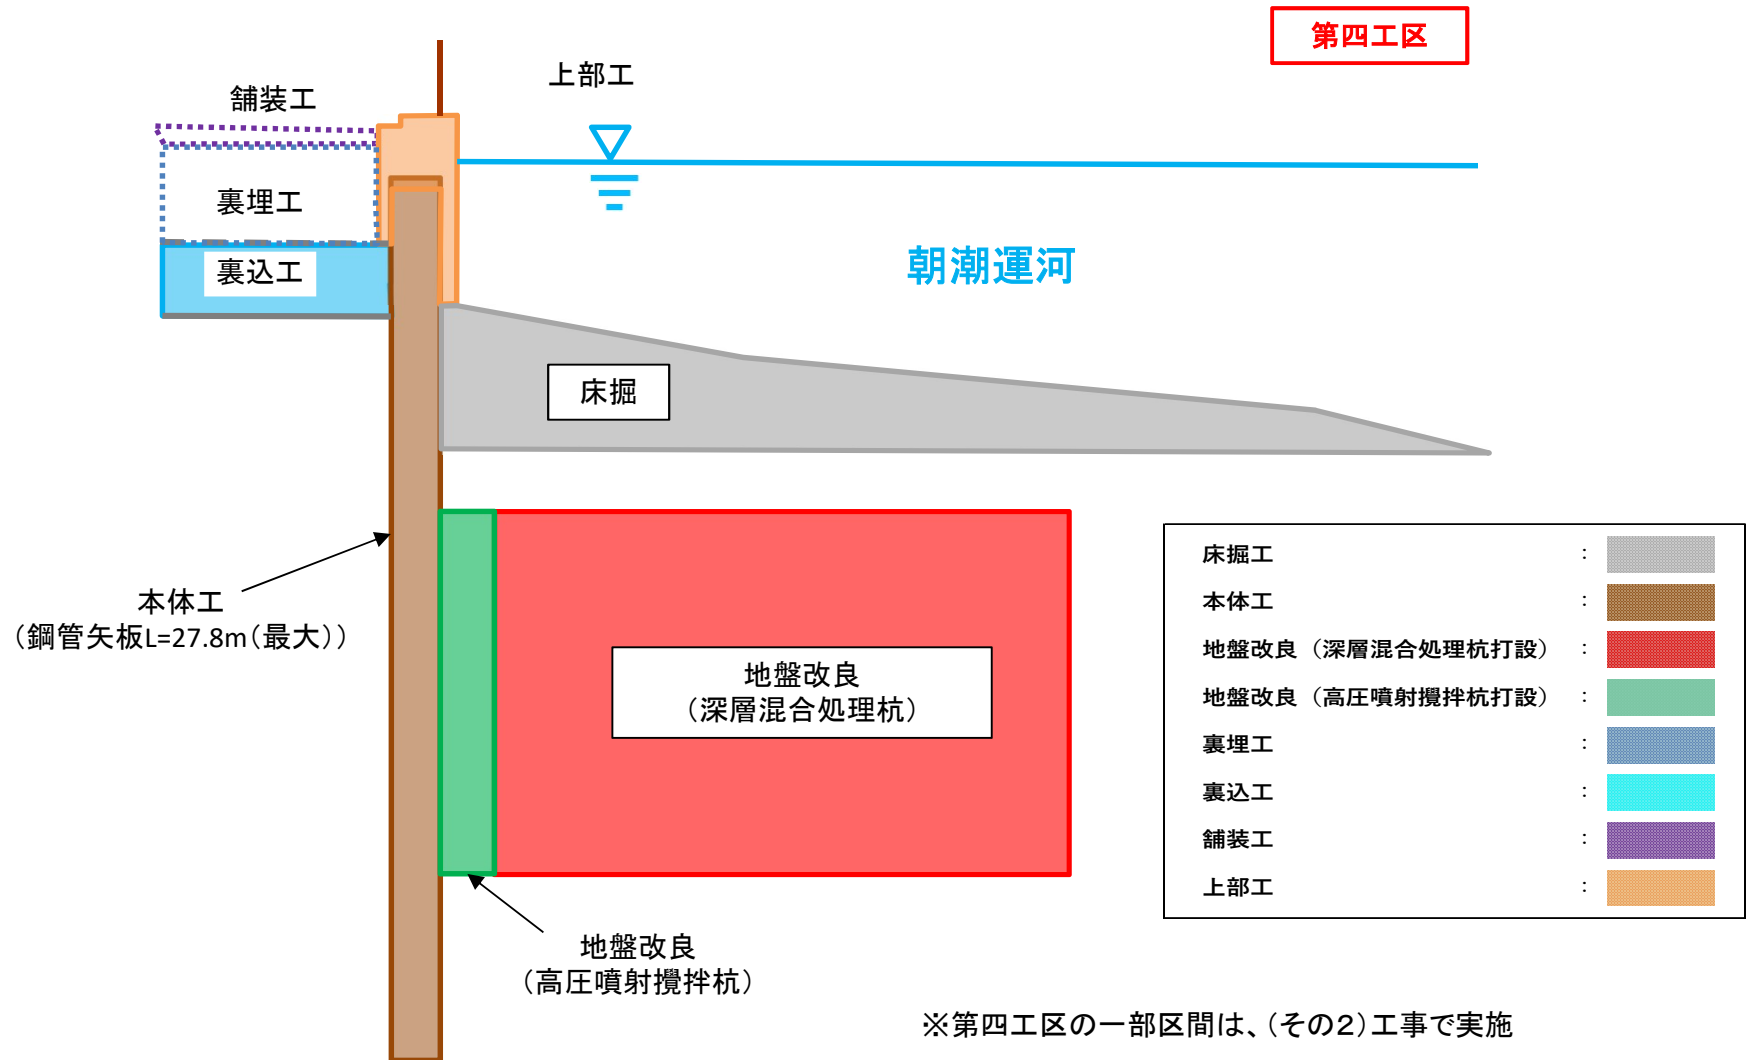 第四工区
上部工
舗装工
裏埋工
裏込工
朝潮運河
床掘
本体工
（鋼管矢板L=27.8m（最大））
地盤改良
（深層混合処理杭）
地盤改良
（高圧噴射攪拌杭）
床掘工 ：
本体工 ：
地盤改良（深層混合処理杭打設） ：
地盤改良（高圧噴射攪拌杭打設） ：
裏埋工 ：
裏込工 ：
舗装工 ：
上部工 ：
※第四工区の一部区間は、（その２）工事で実施